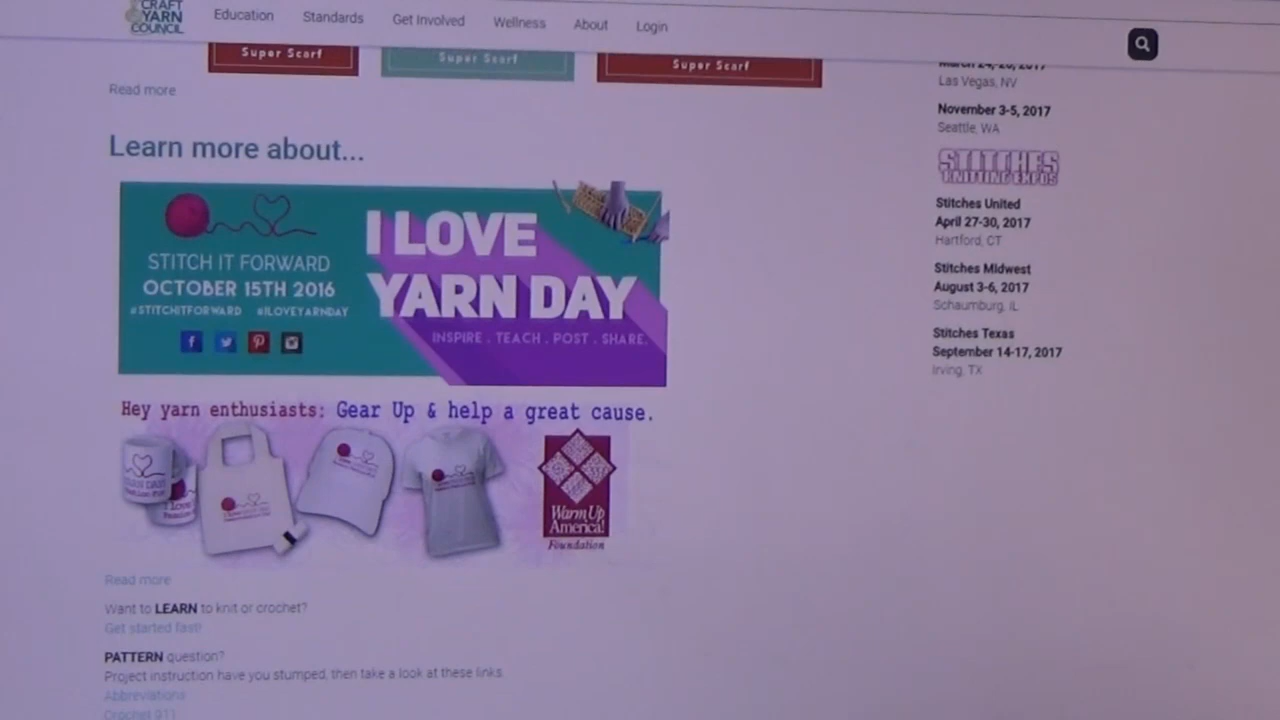 CRAFT
YARN
COUNCIL
Education
Standards
Get Involved
Wellness
About
Login
Super Scarf
Super Scarf
Super Scarf
Read more
Learn more about...
STITCH IT FORWARD
OCTOBER 15TH 2016
#STITCHITFORWARD #ILOVEYARNDAY
I LOVE
YARN DAY
INSPIRE . TEACH . POST . SHARE.
Hey yarn enthusiasts: Gear Up & help a great cause.
Warm Up
America!
Foundation
Read more
Want to LEARN to knit or crochet?
Get started fast!
PATTERN question?
Project instruction have you stumped, then take a look at these links.
Abbreviations
Crochet 911
Las Vegas, NV
November 3-5, 2017
Seattle, WA
STITCHES
KNITTING EXPOS
Stitches United
April 27-30, 2017
Hartford, CT
Stitches Midwest
August 3-6, 2017
Schaumburg, IL
Stitches Texas
September 14-17, 2017
Irving, TX